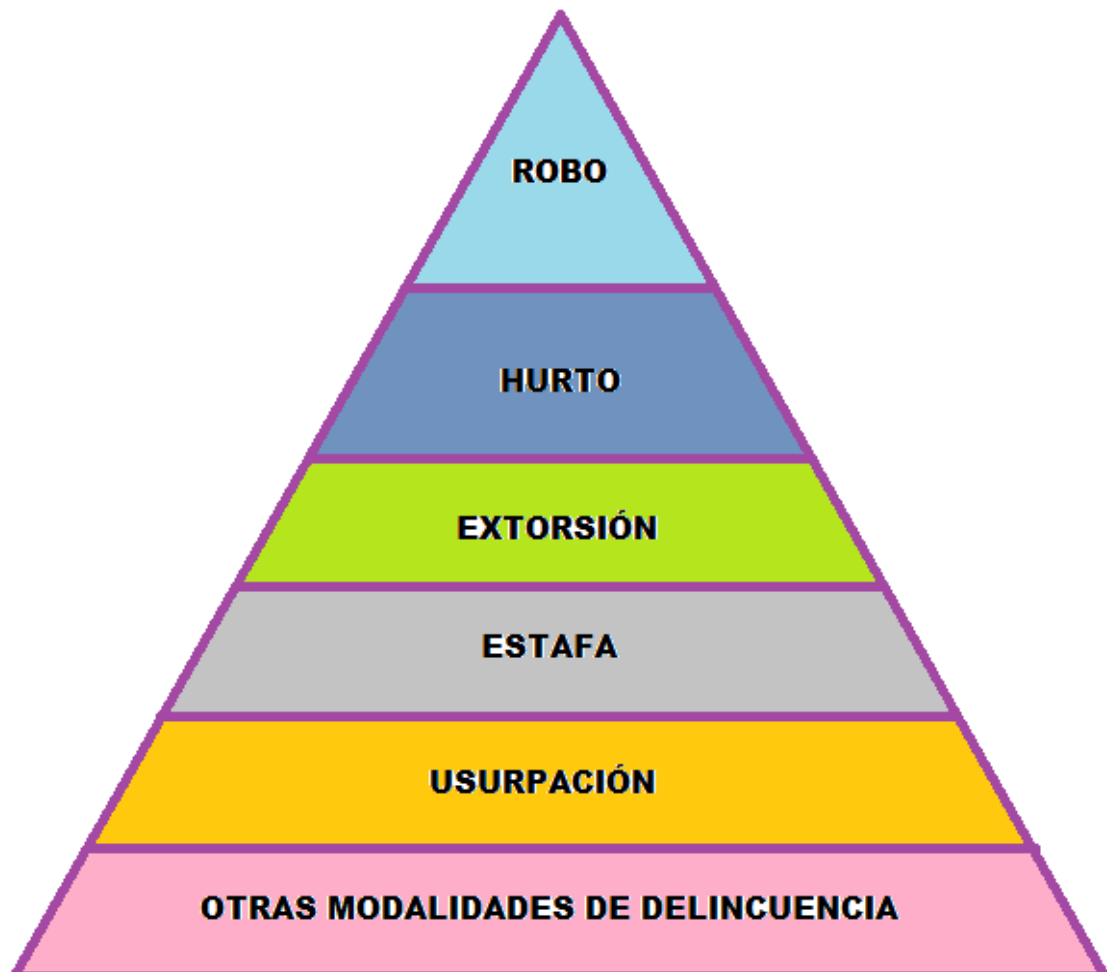 ROBO
HURTO
EXTORSIÓN
ESTAFA
USURPACIÓN
OTRAS MODALIDADES DE DELINCUENCIA